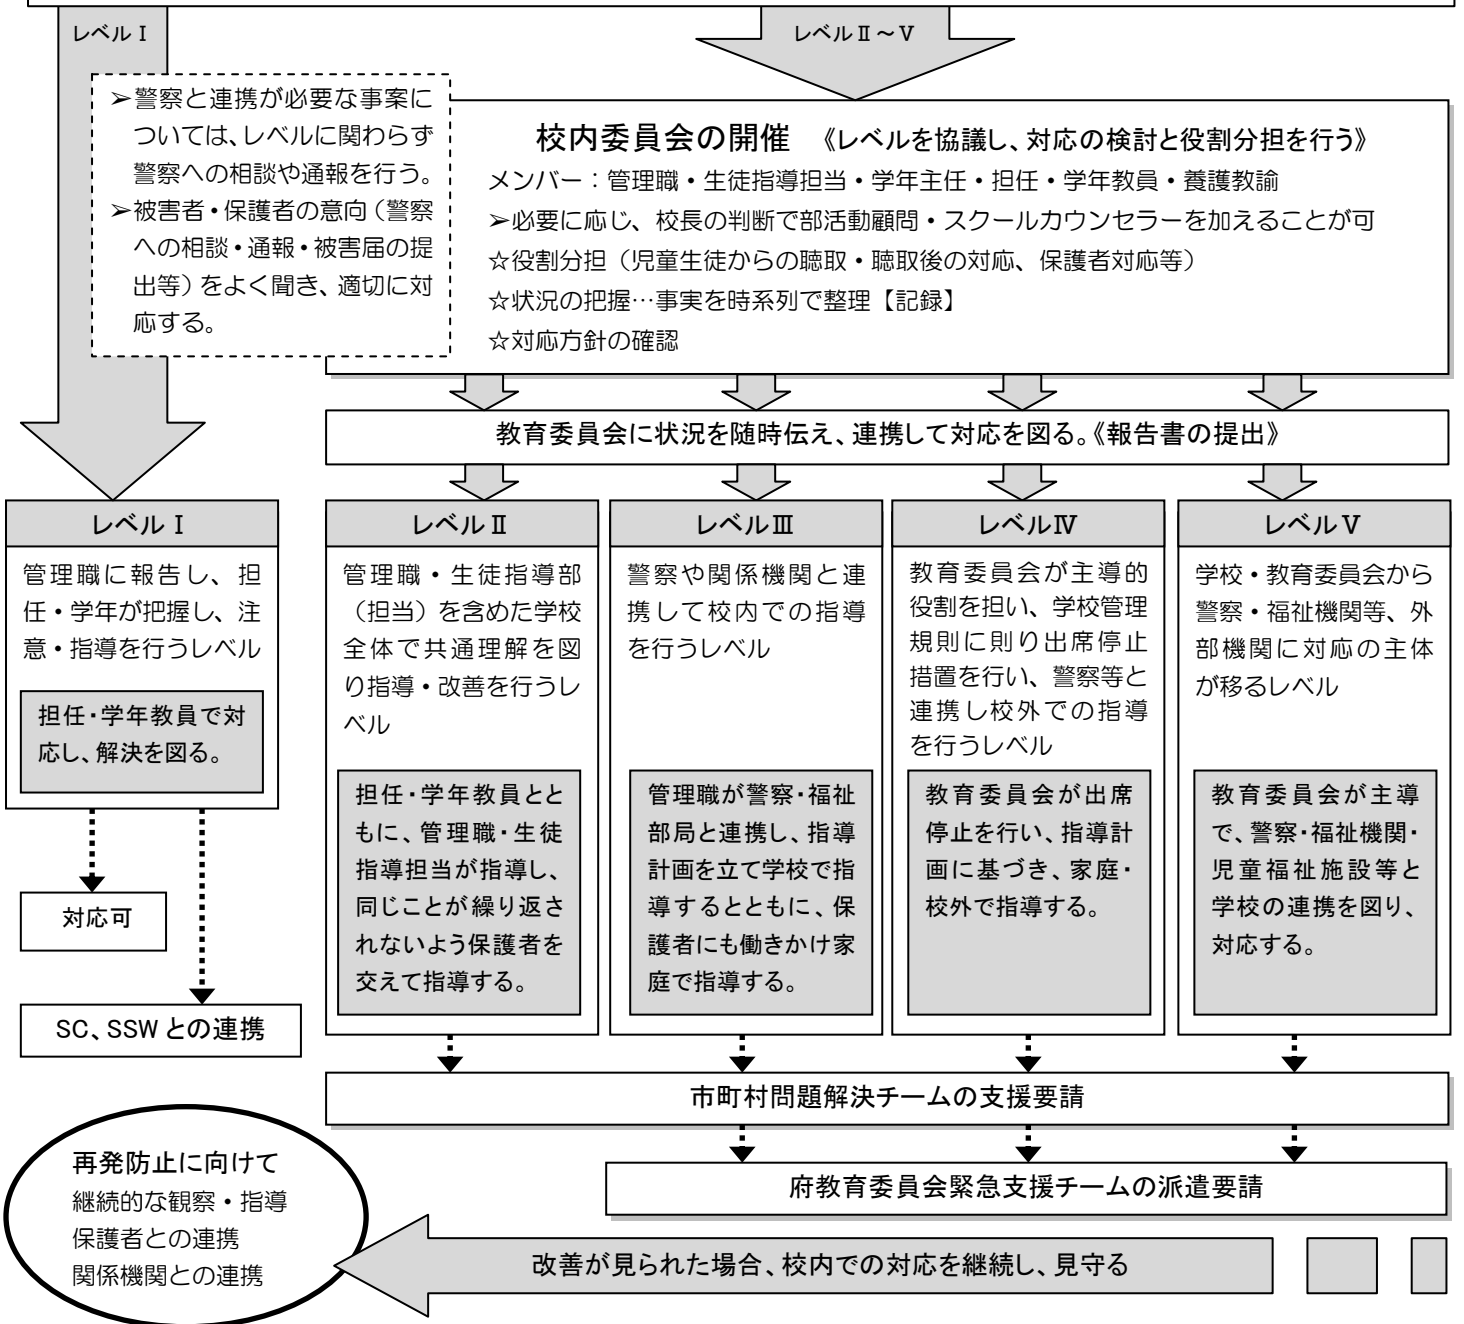 レベルⅠ
レベルⅡ～Ⅴ
➢警察と連携が必要な事案に
ついては、レベルに関わらず
警察への相談や通報を行う。
➢被害者・保護者の意向（警察
への相談・通報・被害届の提
出等）をよく聞き、適切に対
応する。
校内委員会の開催　《レベルを協議し、対応の検討と役割分担を行う》
メンバー：管理職・生徒指導担当・学年主任・担任・学年教員・養護教諭
➢必要に応じ、校長の判断で部活動顧問・スクールカウンセラーを加えることが可
☆役割分担（児童生徒からの聴取・聴取後の対応、保護者対応等）
☆状況の把握…事実を時系列で整理【記録】
☆対応方針の確認
教育委員会に状況を随時伝え、連携して対応を図る。《報告書の提出》
レベルⅠ
管理職に報告し、担
任・学年が把握し、注
意・指導を行うレベル
担任・学年教員で対
応し、解決を図る。
対応可
SC、SSWとの連携
レベルⅡ
管理職・生徒指導部
（担当）を含めた学校
全体で共通理解を図
り指導・改善を行うレ
ベル
担任・学年教員とと
もに、管理職・生徒
指導担当が指導し、
同じことが繰り返さ
れないよう保護者を
交えて指導する。
レベルⅢ
警察や関係機関と連
携して校内での指導
を行うレベル
管理職が警察・福祉
部局と連携し、指導
計画を立て学校で指
導するとともに、保
護者にも働きかけ家
庭で指導する。
レベルⅣ
教育委員会が主導的
役割を担い、学校管理
規則に則り出席停止
措置を行い、警察等と
連携し校外での指導
を行うレベル
教育委員会が出席
停止を行い、指導計
画に基づき、家庭・
校外で指導する。
レベルⅤ
学校・教育委員会から
警察・福祉機関等、外
部機関に対応の主体
が移るレベル
教育委員会が主導
で、警察・福祉機関・
児童福祉施設等と
学校の連携を図り、
対応する。
市町村問題解決チームの支援要請
府教育委員会緊急支援チームの派遣要請
改善が見られた場合、校内での対応を継続し、見守る
再発防止に向けて
継続的な観察・指導
保護者との連携
関係機関との連携